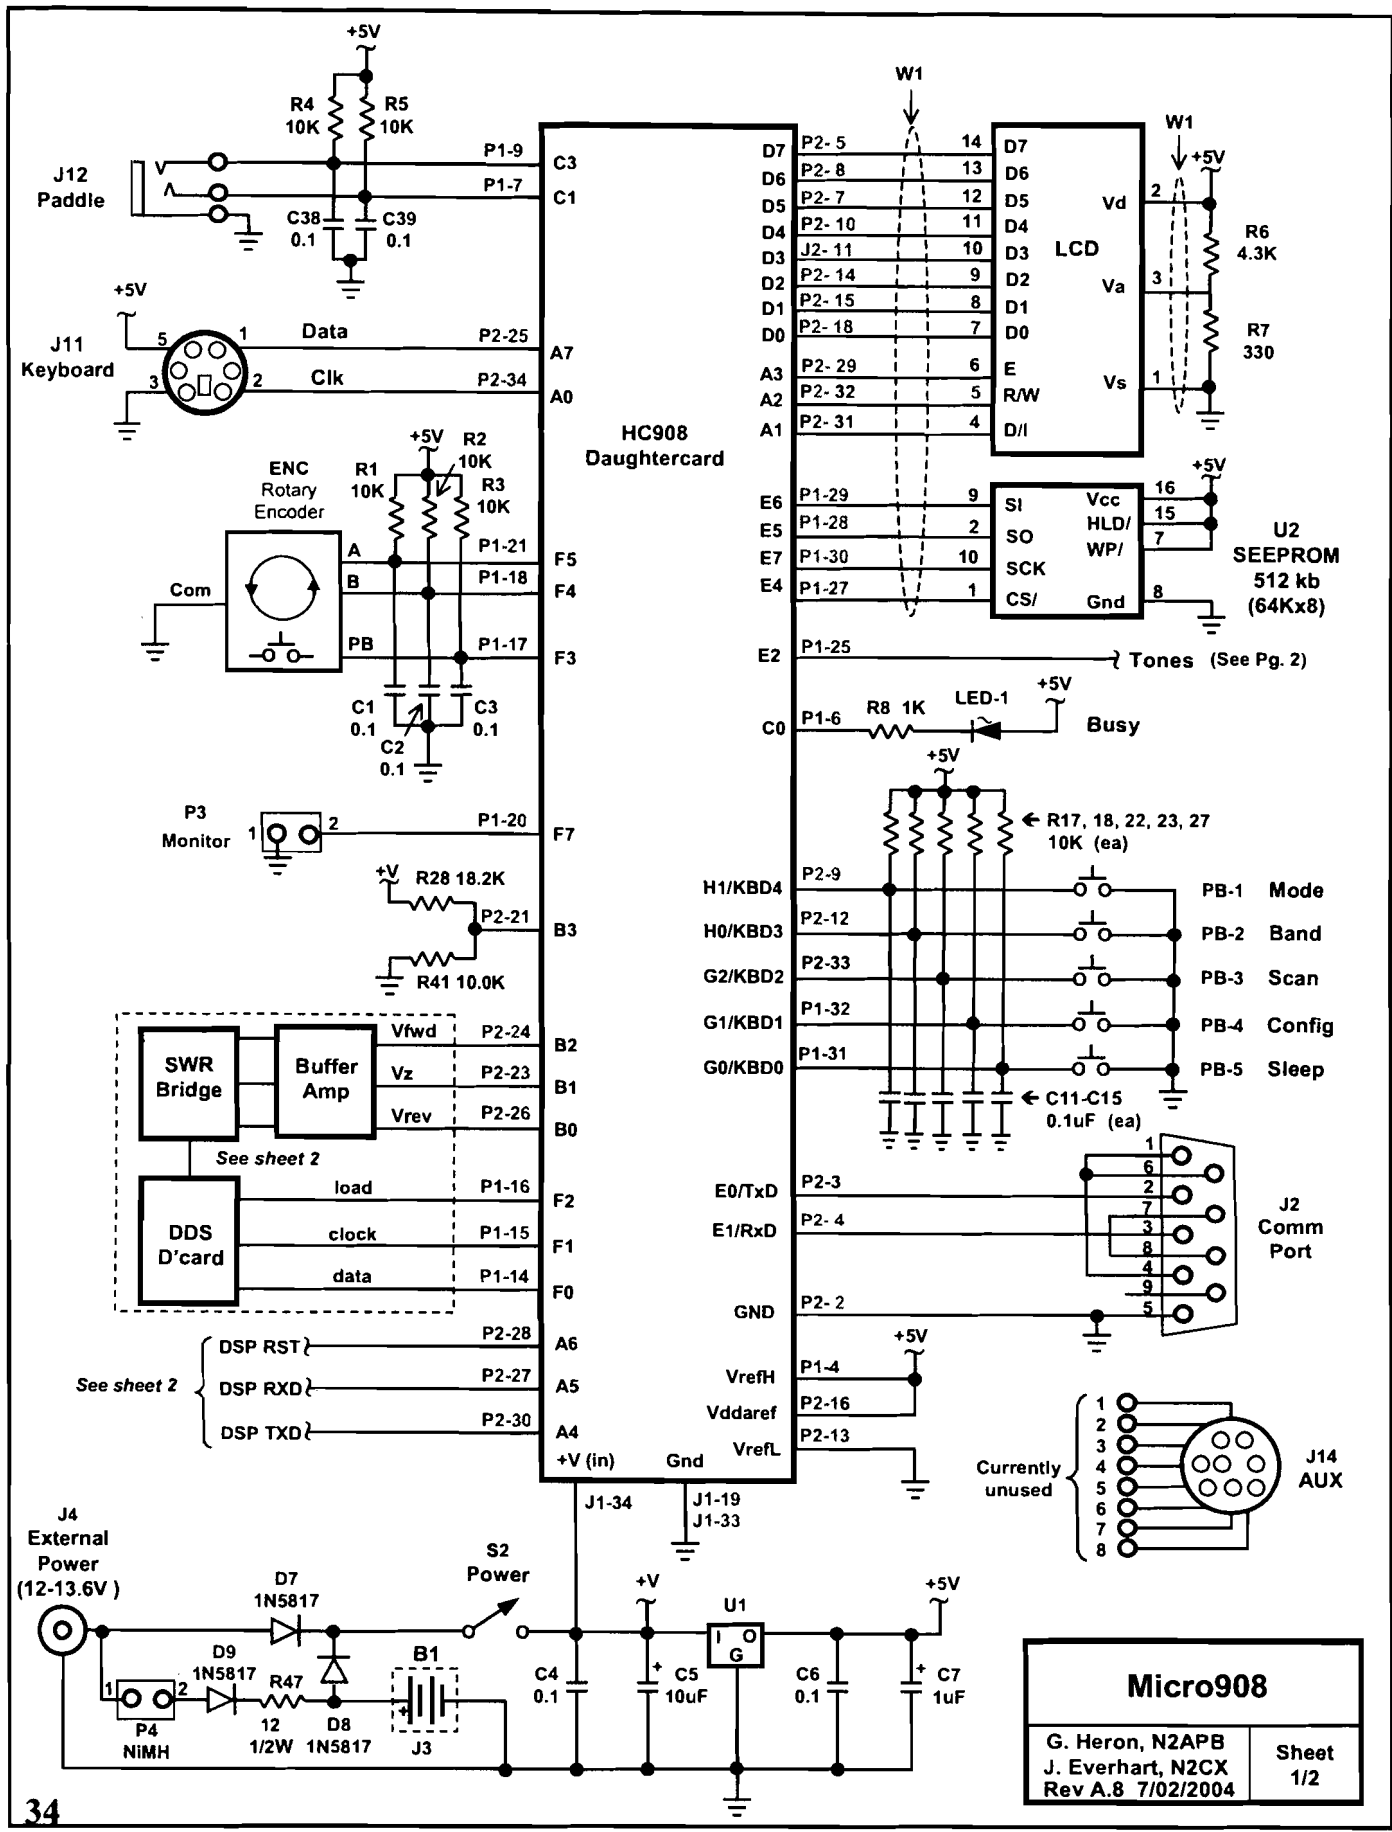 +5V
R4
10K
R5
10K
J12
Paddle
P1-9
C3
P1-7
C1
C38
0.1
C39
0.1
+5V
J11
Keyboard
5
1
Data
P2-25
A7
3
2
Clk
P2-34
A0
ENC
Rotary
Encoder
+5V
R1
10K
R2
10K
R3
10K
Com
A
P1-21
F5
B
P1-18
F4
PB
P1-17
F3
C1
0.1
C2
0.1
C3
0.1
P3
Monitor
1
2
P1-20
F7
+V
R28 18.2K
P2-21
B3
R41 10.0K
SWR
Bridge
Buffer
Amp
Vfwd
P2-24
B2
Vz
P2-23
B1
Vrev
P2-26
B0
See sheet 2
DDS
D'card
load
P1-16
F2
clock
P1-15
F1
data
P1-14
F0
See sheet 2
DSP RST
P2-28
A6
DSP RXD
P2-27
A5
DSP TXD
P2-30
A4
HC908
Daughtercard
+V (in)
Gnd
J1-34
J1-19
J1-33
W1
D7
P2- 5
14
D7
D6
P2- 8
13
D6
D5
P2- 7
12
D5
D4
P2- 10
11
D4
D3
J2- 11
10
D3
D2
P2- 14
9
D2
D1
P2- 15
8
D1
D0
P2- 18
7
D0
A3
P2- 29
6
E
A2
P2- 32
5
R/W
A1
P2- 31
4
D/I
LCD
W1
+5V
Vd
2
Va
3
Vs
1
R6
4.3K
R7
330
E6
P1-29
9
SI
E5
P1-28
2
SO
E7
P1-30
10
SCK
E4
P1-27
1
CS/
+5V
Vcc
16
HLD/
15
WP/
7
Gnd
8
U2
SEEPROM
512 kb
(64Kx8)
E2
P1-25
Tones (See Pg. 2)
C0
P1-6
R8 1K
LED-1
+5V
Busy
+5V
R17, 18, 22, 23, 27
10K (ea)
H1/KBD4
P2-9
PB-1 Mode
H0/KBD3
P2-12
PB-2 Band
G2/KBD2
P2-33
PB-3 Scan
G1/KBD1
P1-32
PB-4 Config
G0/KBD0
P1-31
PB-5 Sleep
C11-C15
0.1uF (ea)
E0/TxD
P2-3
E1/RxD
P2- 4
GND
P2- 2
1
6
2
7
3
8
4
9
5
J2
Comm
Port
+5V
VrefH
P1-4
Vddaref
P2-16
VrefL
P2-13
Currently
unused
1
2
3
4
5
6
7
8
J14
AUX
J4
External
Power
(12-13.6V )
D7
1N5817
S2
Power
D9
1N5817
1
2
P4
NiMH
R47
12
1/2W
D8
1N5817
B1
+
J3
+V
C4
0.1
+
C5
10uF
U1
I
O
G
C6
0.1
+5V
+
C7
1uF
Micro908
G. Heron, N2APB
J. Everhart, N2CX
Rev A.8 7/02/2004
Sheet
1/2
34